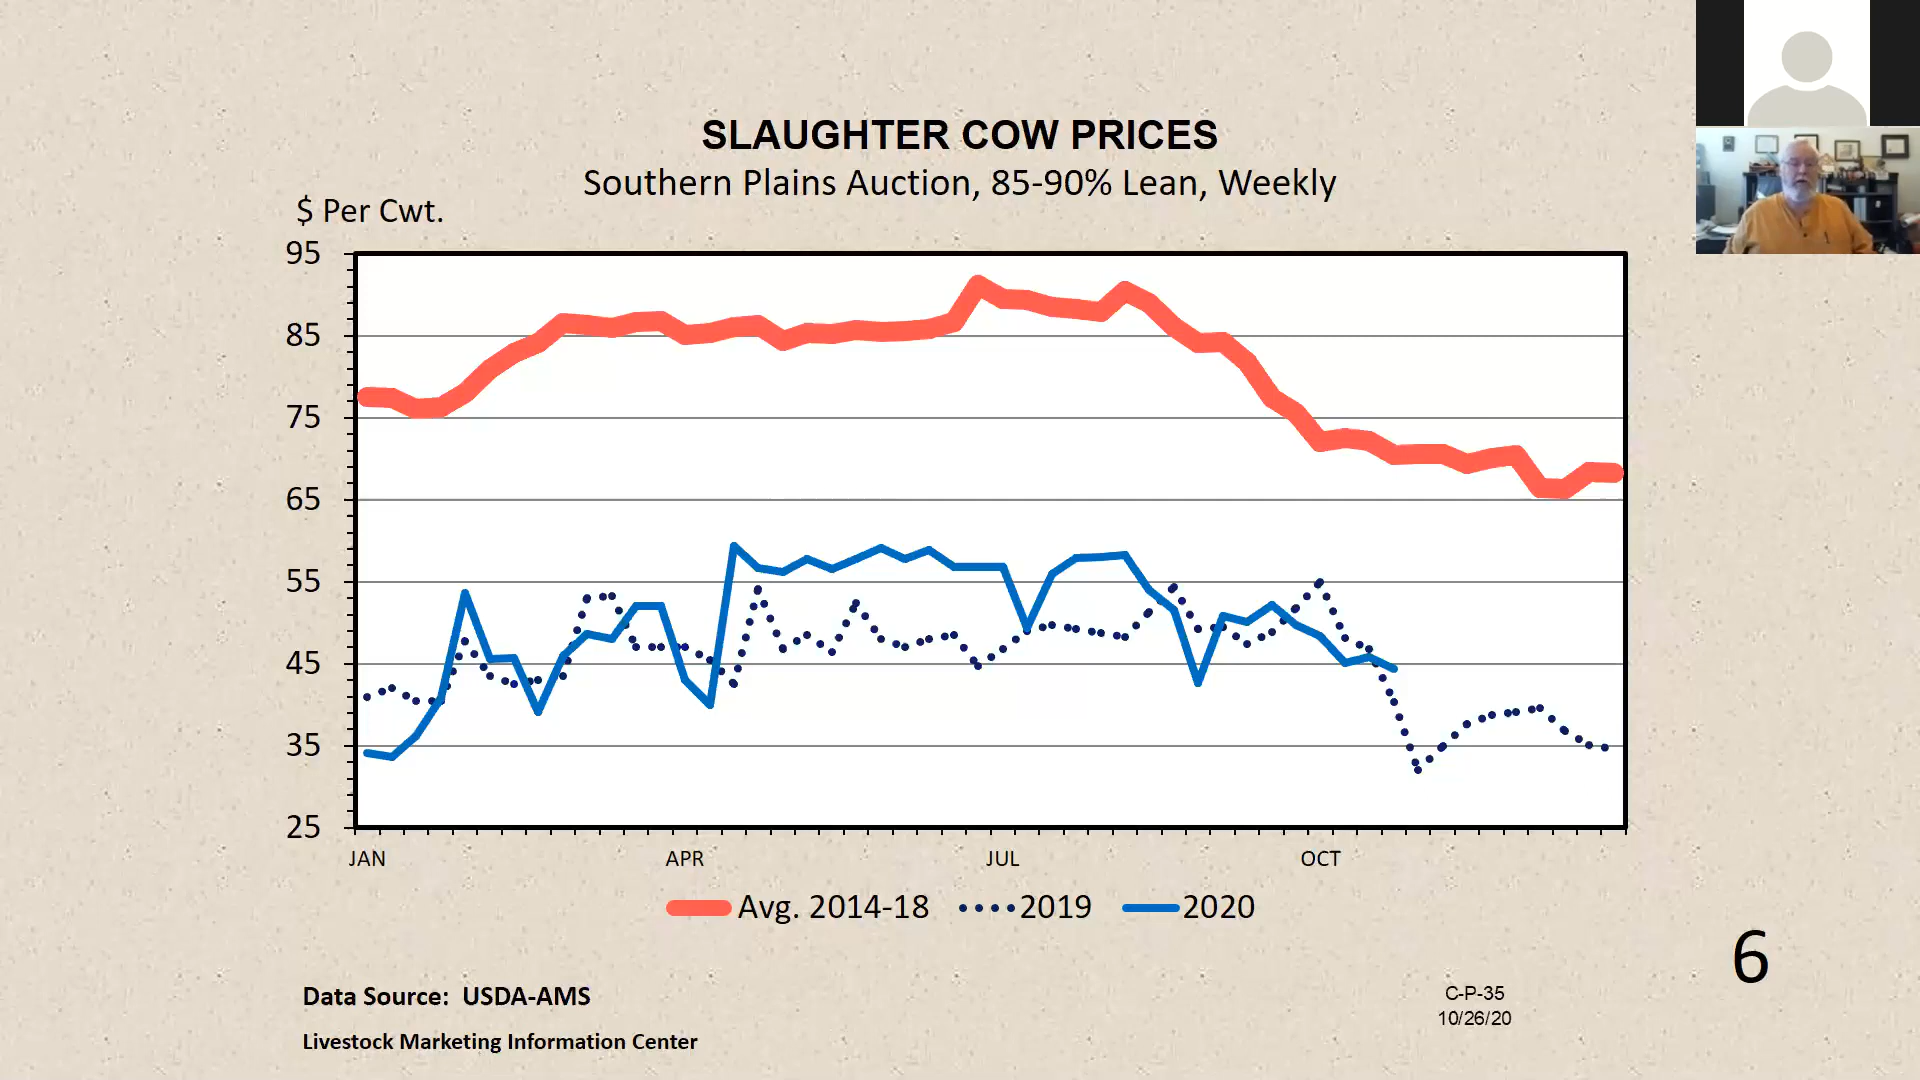 SLAUGHTER COW PRICES
Southern Plains Auction, 85-90% Lean, Weekly
$ Per Cwt.
95
85
75
65
55
45
35
25
JAN APR JUL OCT
Avg. 2014-18 2019 2020
6
Data Source: USDA-AMS
C-P-35
10/26/20
Livestock Marketing Information Center